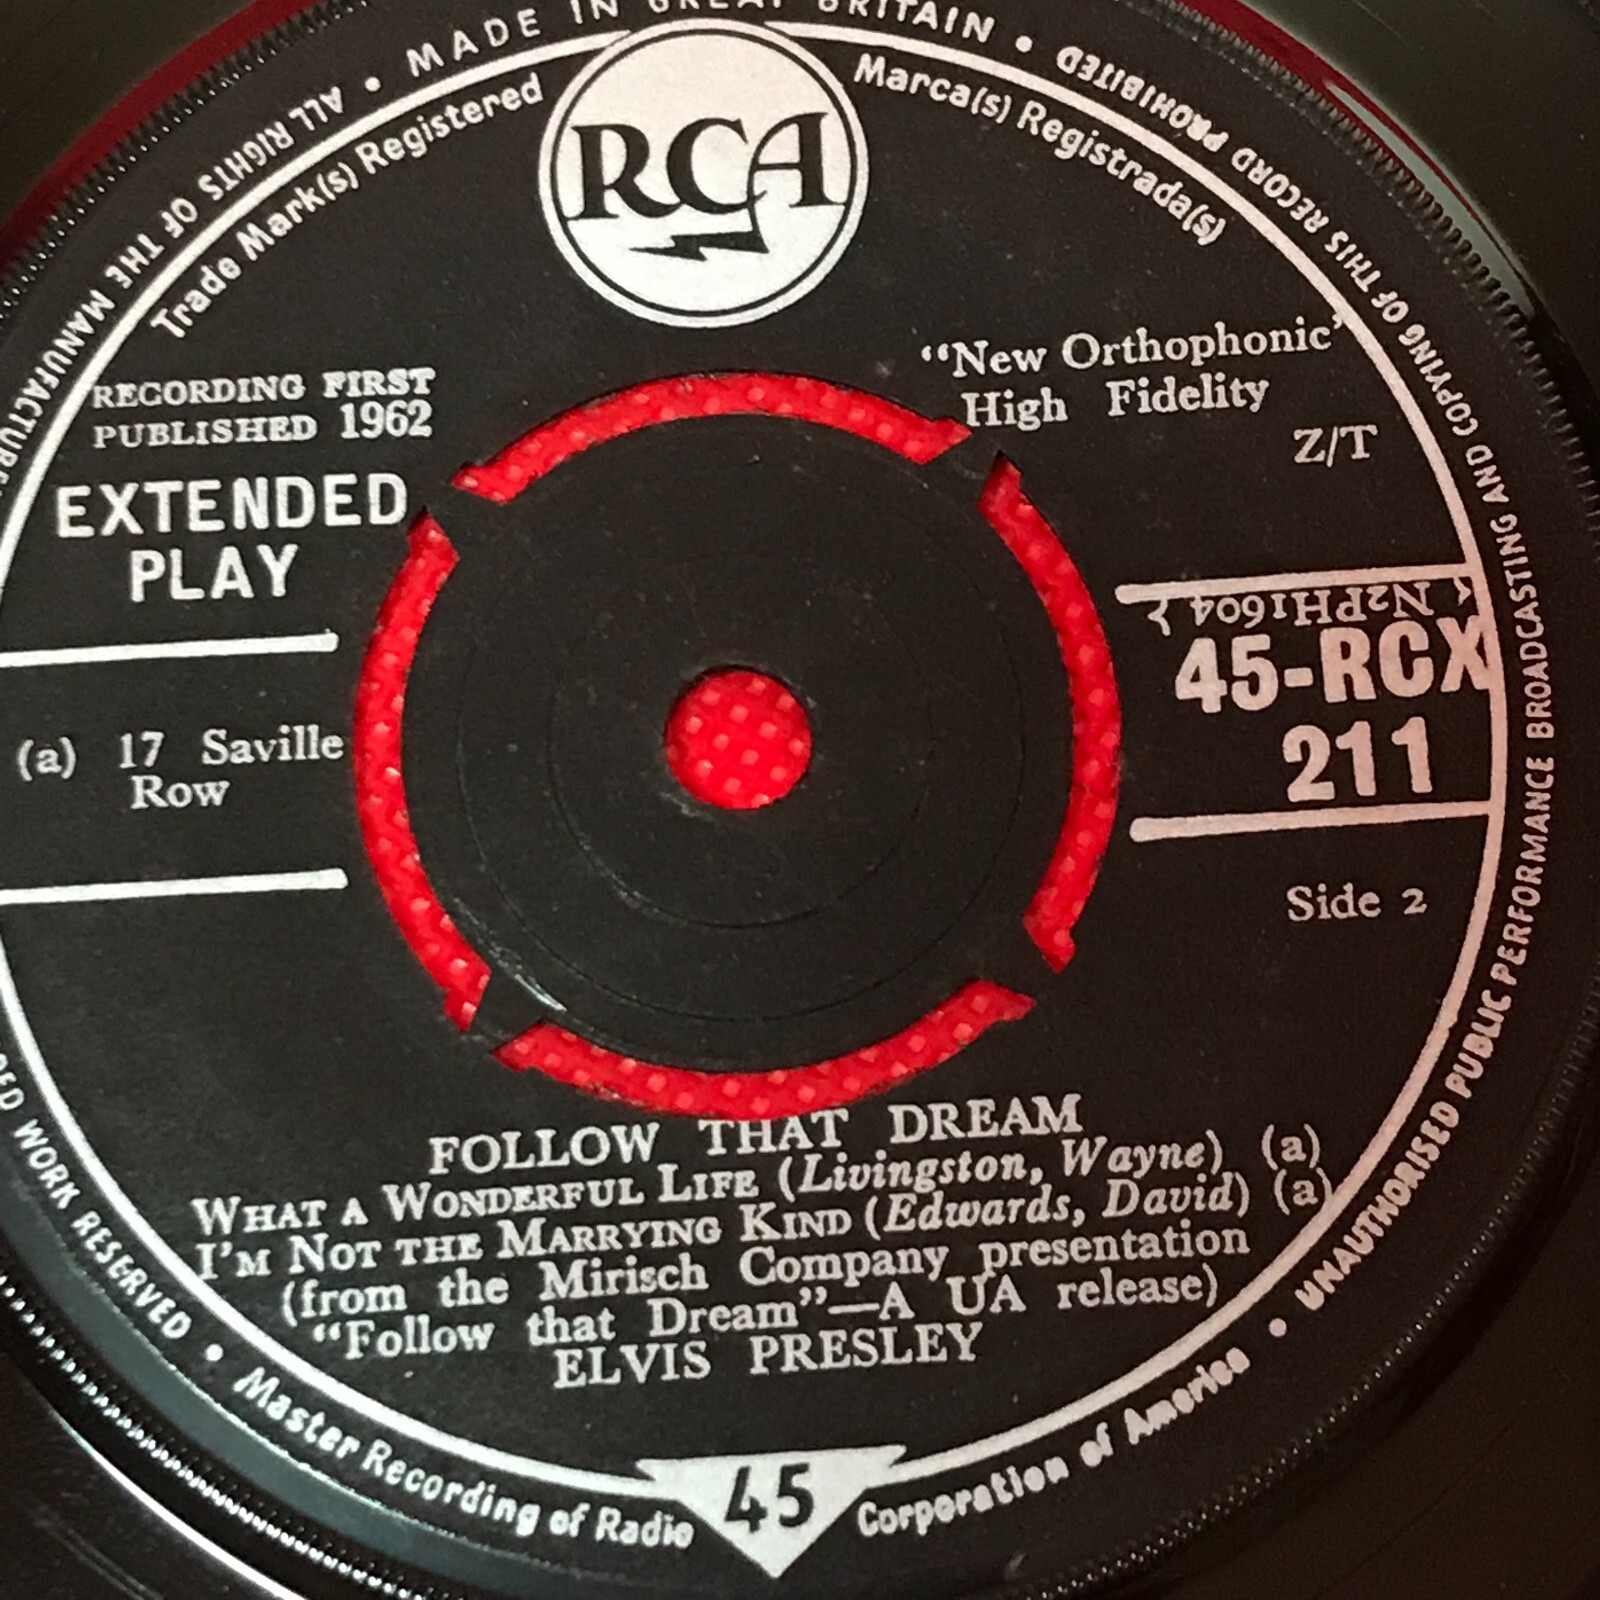 MADE IN GREAT BRITAIN •
UNAUTHORISED PUBLIC PERFORMANCE BROADCASTING AND COPYING OF THIS RECORD PROHIBITED
• ALL RIGHTS OF THE MANUFACTURE
DED WORK RESERVED •
Trade Mark(s) Registered
RCA
Marca(s) Registrada(s)
RECORDING FIRST
PUBLISHED 1962
"New Orthophonic"
High Fidelity
Z/T
EXTENDED
PLAY
(a) 17 Saville
Row
N2PH1604
45-RCX
211
Side 2
FOLLOW THAT DREAM
WHAT A WONDERFUL LIFE (Livingston, Wayne) (a)
I'M NOT THE MARRYING KIND (Edwards, David) (a)
(from the Mirisch Company presentation
"Follow that Dream"—A UA release)
ELVIS PRESLEY
Master Recording of Radio
45
Corporation of America •